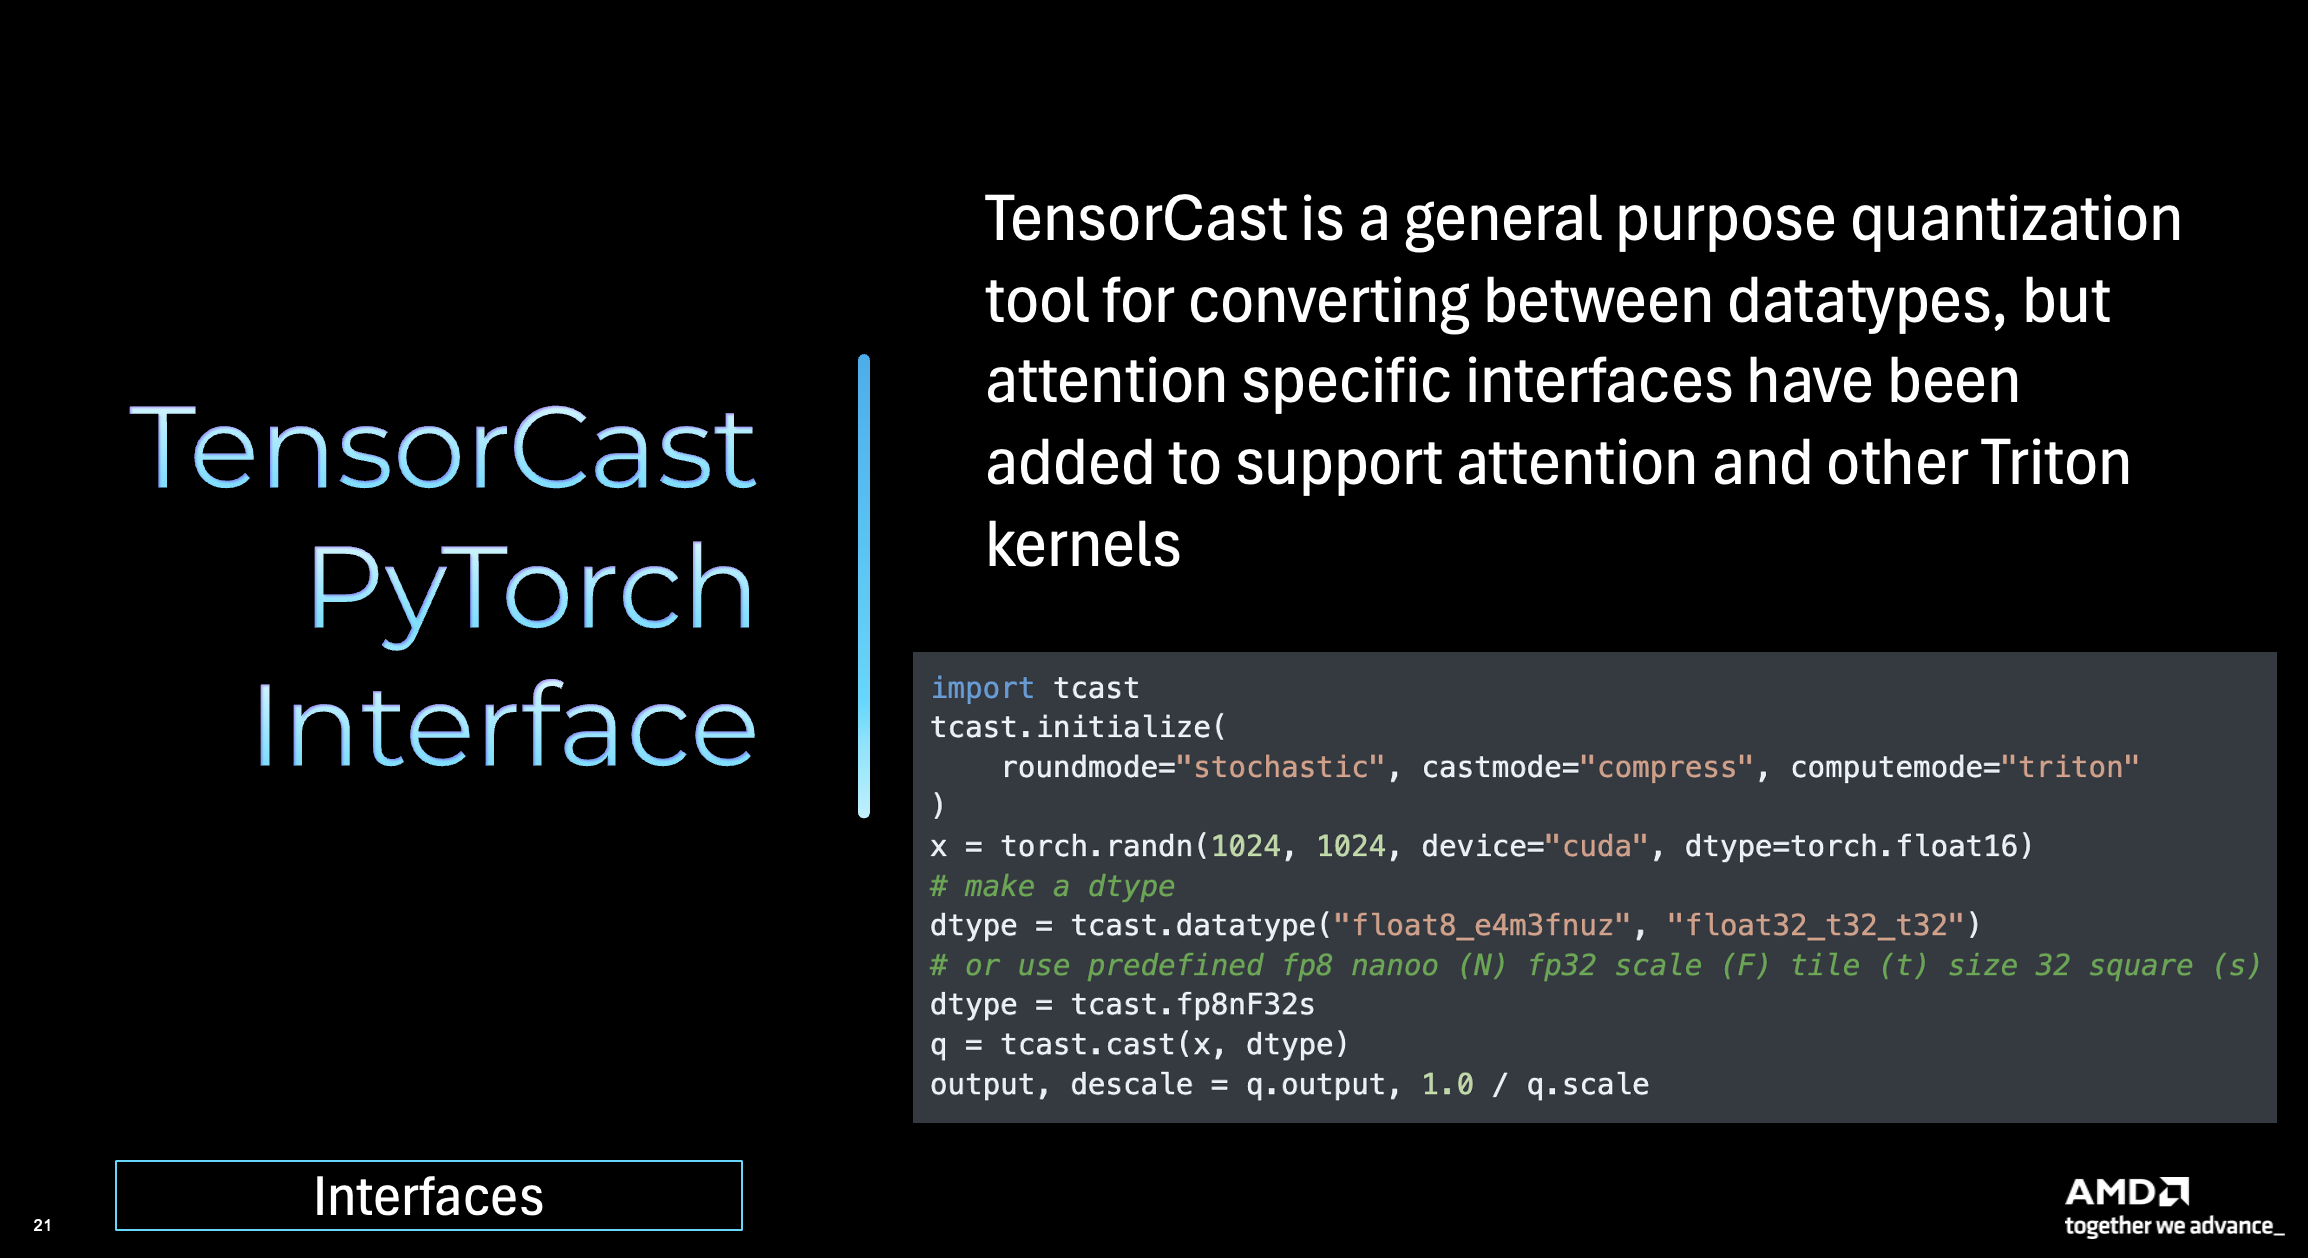 TensorCast
PyTorch
Interface
TensorCast is a general purpose quantization
tool for converting between datatypes, but
attention specific interfaces have been
added to support attention and other Triton
kernels
import tcast
tcast.initialize(
    roundmode="stochastic", castmode="compress", computemode="triton"
)
x = torch.randn(1024, 1024, device="cuda", dtype=torch.float16)
# make a dtype
dtype = tcast.datatype("float8_e4m3fnuz", "float32_t32_t32")
# or use predefined fp8 nanoo (N) fp32 scale (F) tile (t) size 32 square (s)
dtype = tcast.fp8nF32s
q = tcast.cast(x, dtype)
output, descale = q.output, 1.0 / q.scale
Interfaces
21
AMD
together we advance_